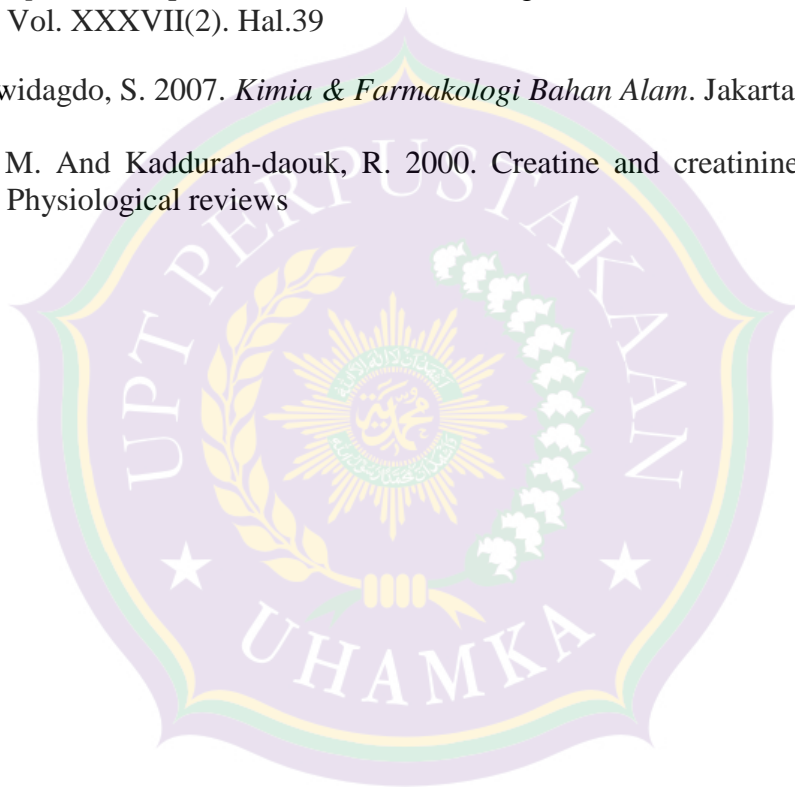 Vol. XXXVII(2). Hal.39
widagdo, S. 2007. Kimia & Farmakologi Bahan Alam. Jakarta
M. And Kaddurah-daouk, R. 2000. Creatine and creatinine
Physiological reviews
UPT PERPUSTAKAAN
محمدية
UHAMKA